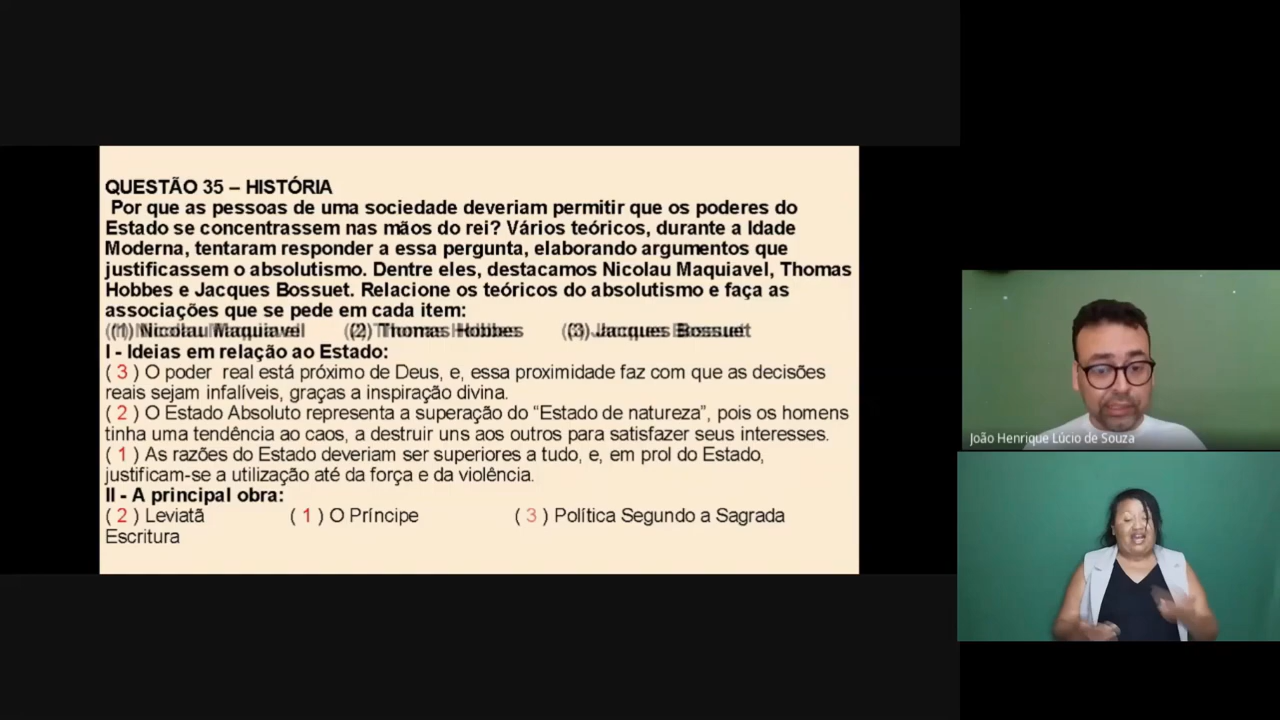 QUESTÃO 35 – HISTÓRIA
Por que as pessoas de uma sociedade deveriam permitir que os poderes do
Estado se concentrassem nas mãos do rei? Vários teóricos, durante a Idade
Moderna, tentaram responder a essa pergunta, elaborando argumentos que
justificassem o absolutismo. Dentre eles, destacamos Nicolau Maquiavel, Thomas
Hobbes e Jacques Bossuet. Relacione os teóricos do absolutismo e faça as
associações que se pede em cada item:
(1) Nicolau Maquiavel (2) Thomas Hobbes (3) Jacques Bossuet
I - Ideias em relação ao Estado:
( 3 ) O poder real está próximo de Deus, e, essa proximidade faz com que as decisões
reais sejam infalíveis, graças a inspiração divina.
( 2 ) O Estado Absoluto representa a superação do “Estado de natureza”, pois os homens
tinha uma tendência ao caos, a destruir uns aos outros para satisfazer seus interesses.
( 1 ) As razões do Estado deveriam ser superiores a tudo, e, em prol do Estado,
justificam-se a utilização até da força e da violência.
II - A principal obra:
( 2 ) Leviatã ( 1 ) O Príncipe ( 3 ) Política Segundo a Sagrada
Escritura
João Henrique Lúcio de Souza